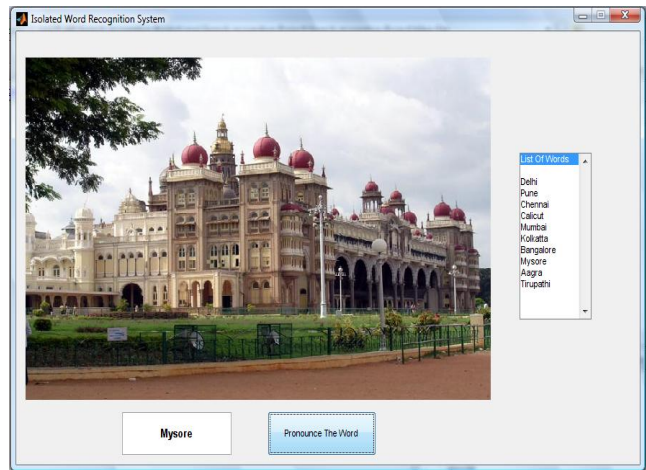 Isolated Word Recognition System
List Of Words
Delhi
Pune
Chennai
Calicut
Mumbai
Kolkatta
Bangalore
Mysore
Aagra
Tirupathi
Mysore
Pronounce The Word